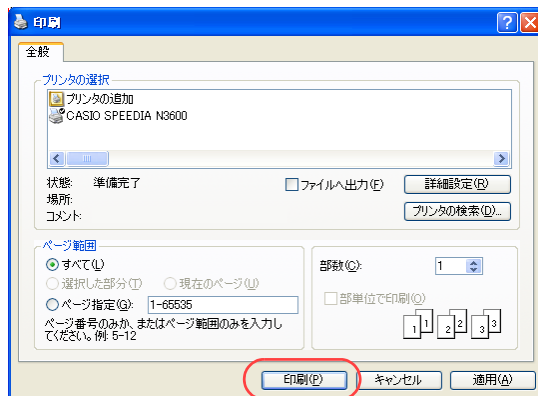 印刷
全般
プリンタの選択
プリンタの追加
CASIO SPEEDIA N3600
状態: 準備完了
場所:
コメント:
ファイルへ出力(F)
詳細設定(R)
プリンタの検索(D)...
ページ範囲
すべて(L)
選択した部分(T) 現在のページ(U)
ページ指定(G): 1-65535
ページ番号のみか、またはページ範囲のみを入力し
てください。例: 5-12
部数(C): 1
部単位で印刷(O)
1 1 2 2 3 3
印刷(P) キャンセル 適用(A)